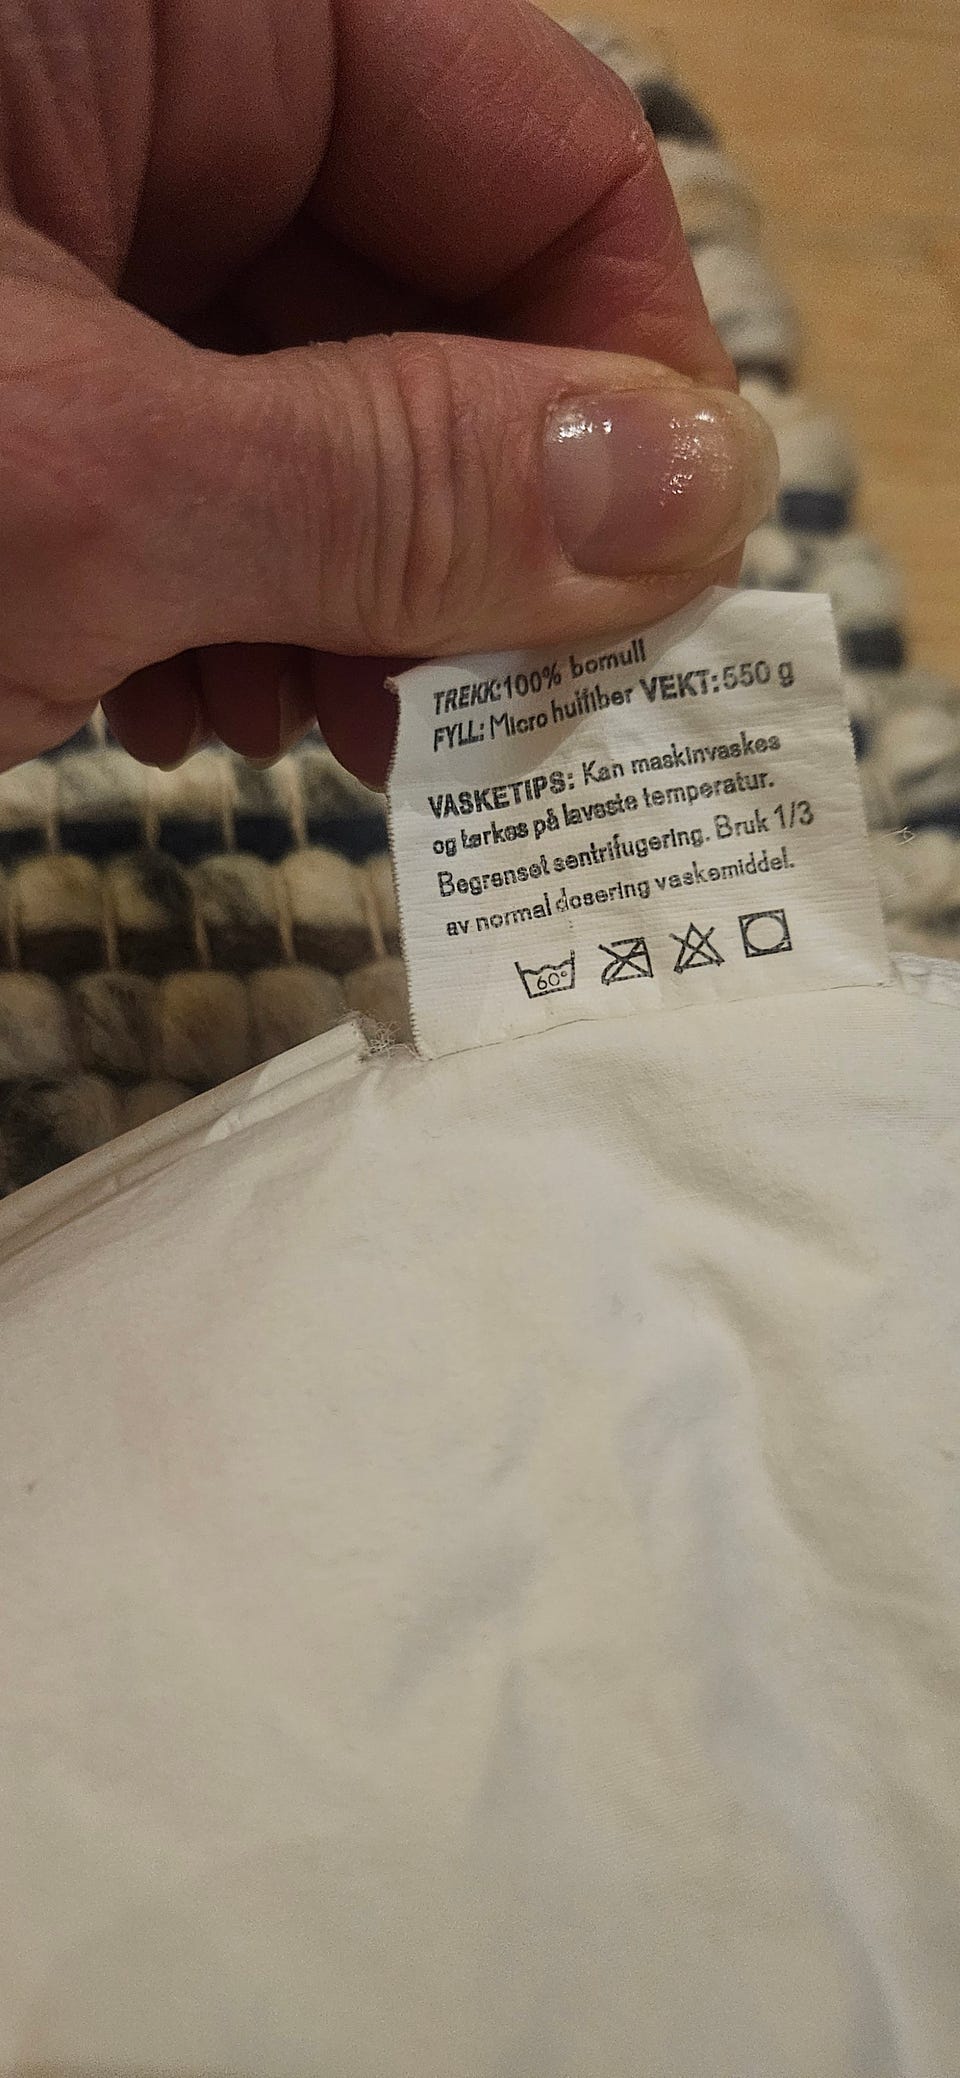 TREKK:100% bomull
FYLL: Micro hulfiber VEKT:550 g
VASKETIPS: Kan maskinvaskes
og tørkes på laveste temperatur.
Begrenset sentrifugering. Bruk 1/3
av normal dosering vaskemiddel.
60°